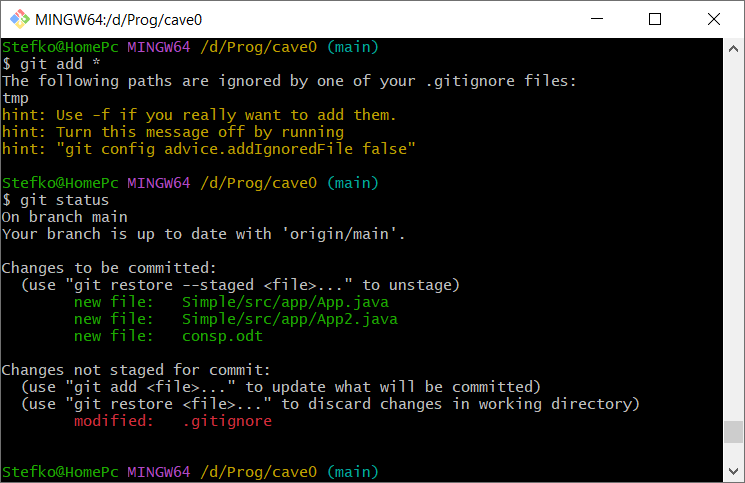 MINGW64:/d/Prog/cave0
Stefko@HomePc MINGW64 /d/Prog/cave0 (main)
$ git add *
The following paths are ignored by one of your .gitignore files:
tmp
hint: Use -f if you really want to add them.
hint: Turn this message off by running
hint: "git config advice.addIgnoredFile false"
Stefko@HomePc MINGW64 /d/Prog/cave0 (main)
$ git status
On branch main
Your branch is up to date with 'origin/main'.
Changes to be committed:
  (use "git restore --staged <file>..." to unstage)
        new file:   Simple/src/app/App.java
        new file:   Simple/src/app/App2.java
        new file:   consp.odt
Changes not staged for commit:
  (use "git add <file>..." to update what will be committed)
  (use "git restore <file>..." to discard changes in working directory)
        modified:   .gitignore
Stefko@HomePc MINGW64 /d/Prog/cave0 (main)